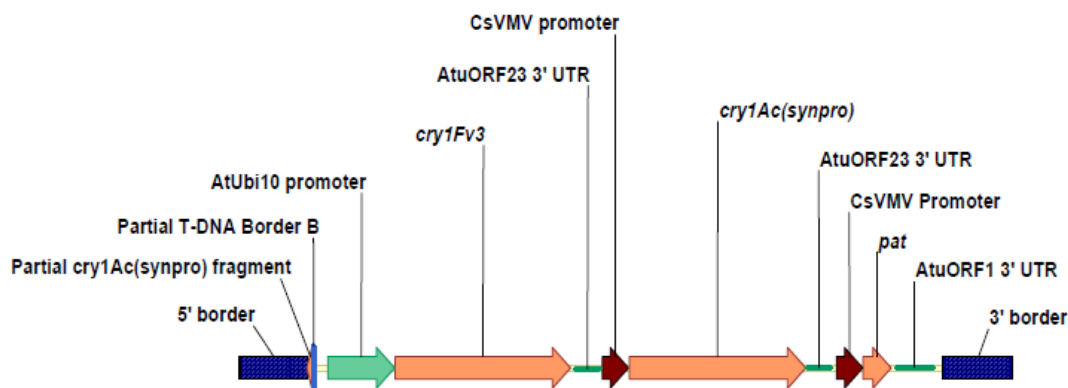 CsVMV promoter
AtuORF23 3' UTR
cry1Ac(synpro)
cry1Fv3
AtuORF23 3' UTR
AtUbi10 promoter
CsVMV Promoter
Partial T-DNA Border B
pat
Partial cry1Ac(synpro) fragment
AtuORF1 3' UTR
5' border
3' border